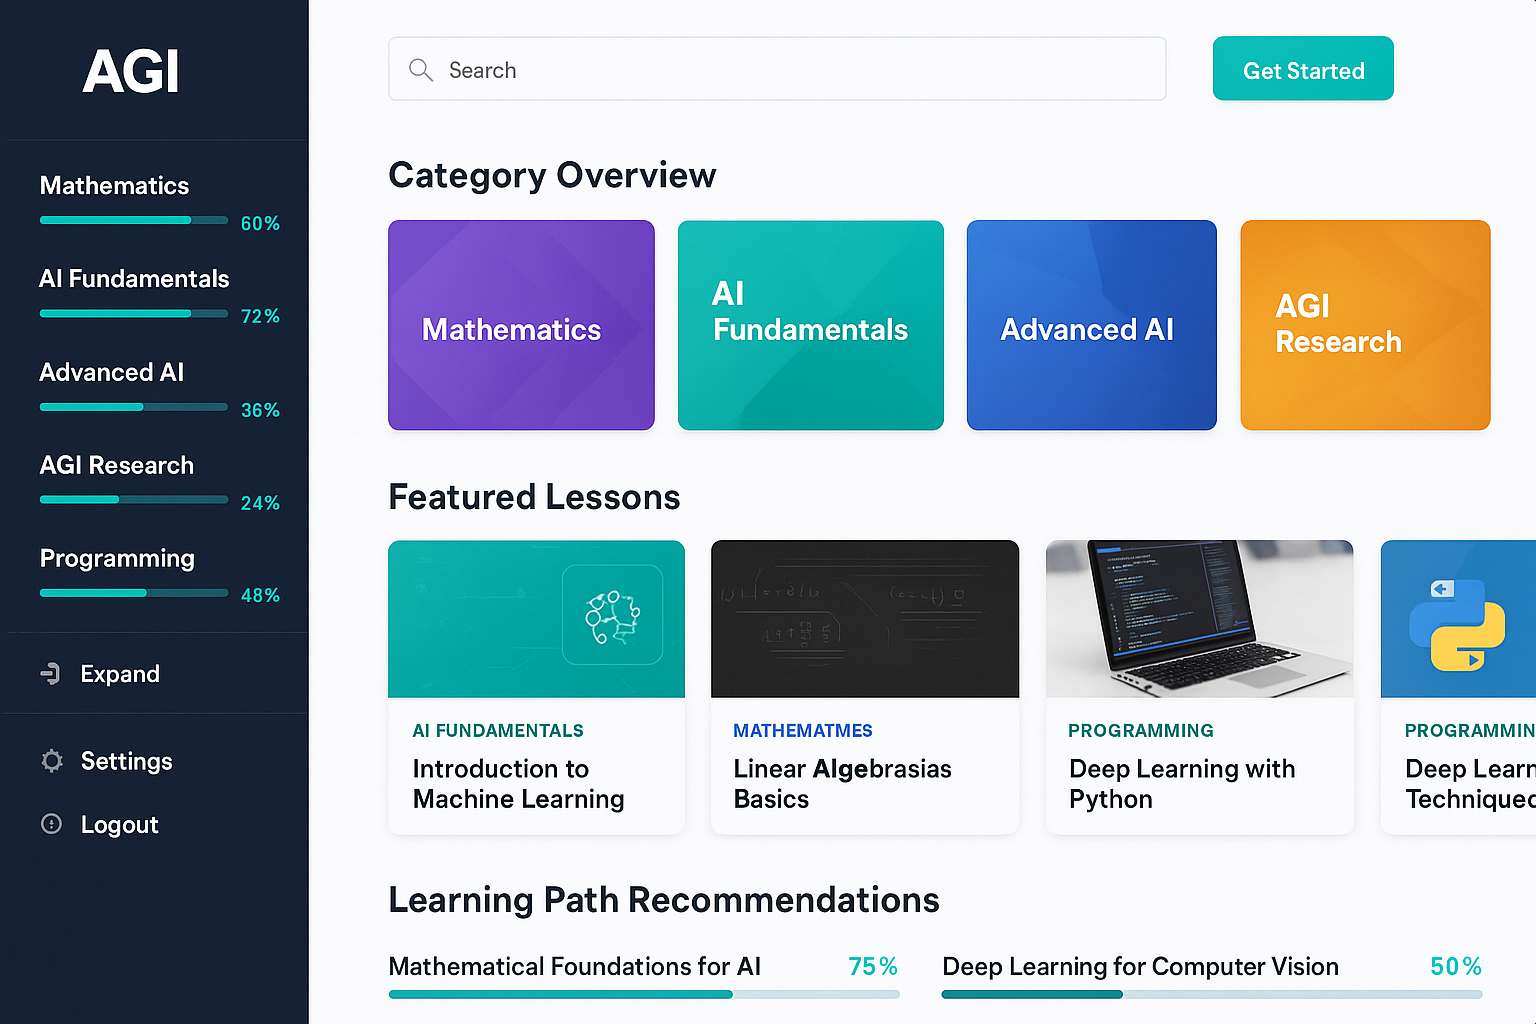 AGI
Mathematics
60%
AI Fundamentals
72%
Advanced AI
36%
AGI Research
24%
Programming
48%
Expand
Settings
Logout
Search
Get Started
Category Overview
Mathematics
AI
Fundamentals
Advanced AI
AGI
Research
Featured Lessons
AI FUNDAMENTALS
Introduction to
Machine Learning
MATHEMATMES
Linear Algebrasias
Basics
PROGRAMMING
Deep Learning with
Python
PROGRAMMIN
Deep Learn
Techniqued
Learning Path Recommendations
Mathematical Foundations for AI
75%
Deep Learning for Computer Vision
50%